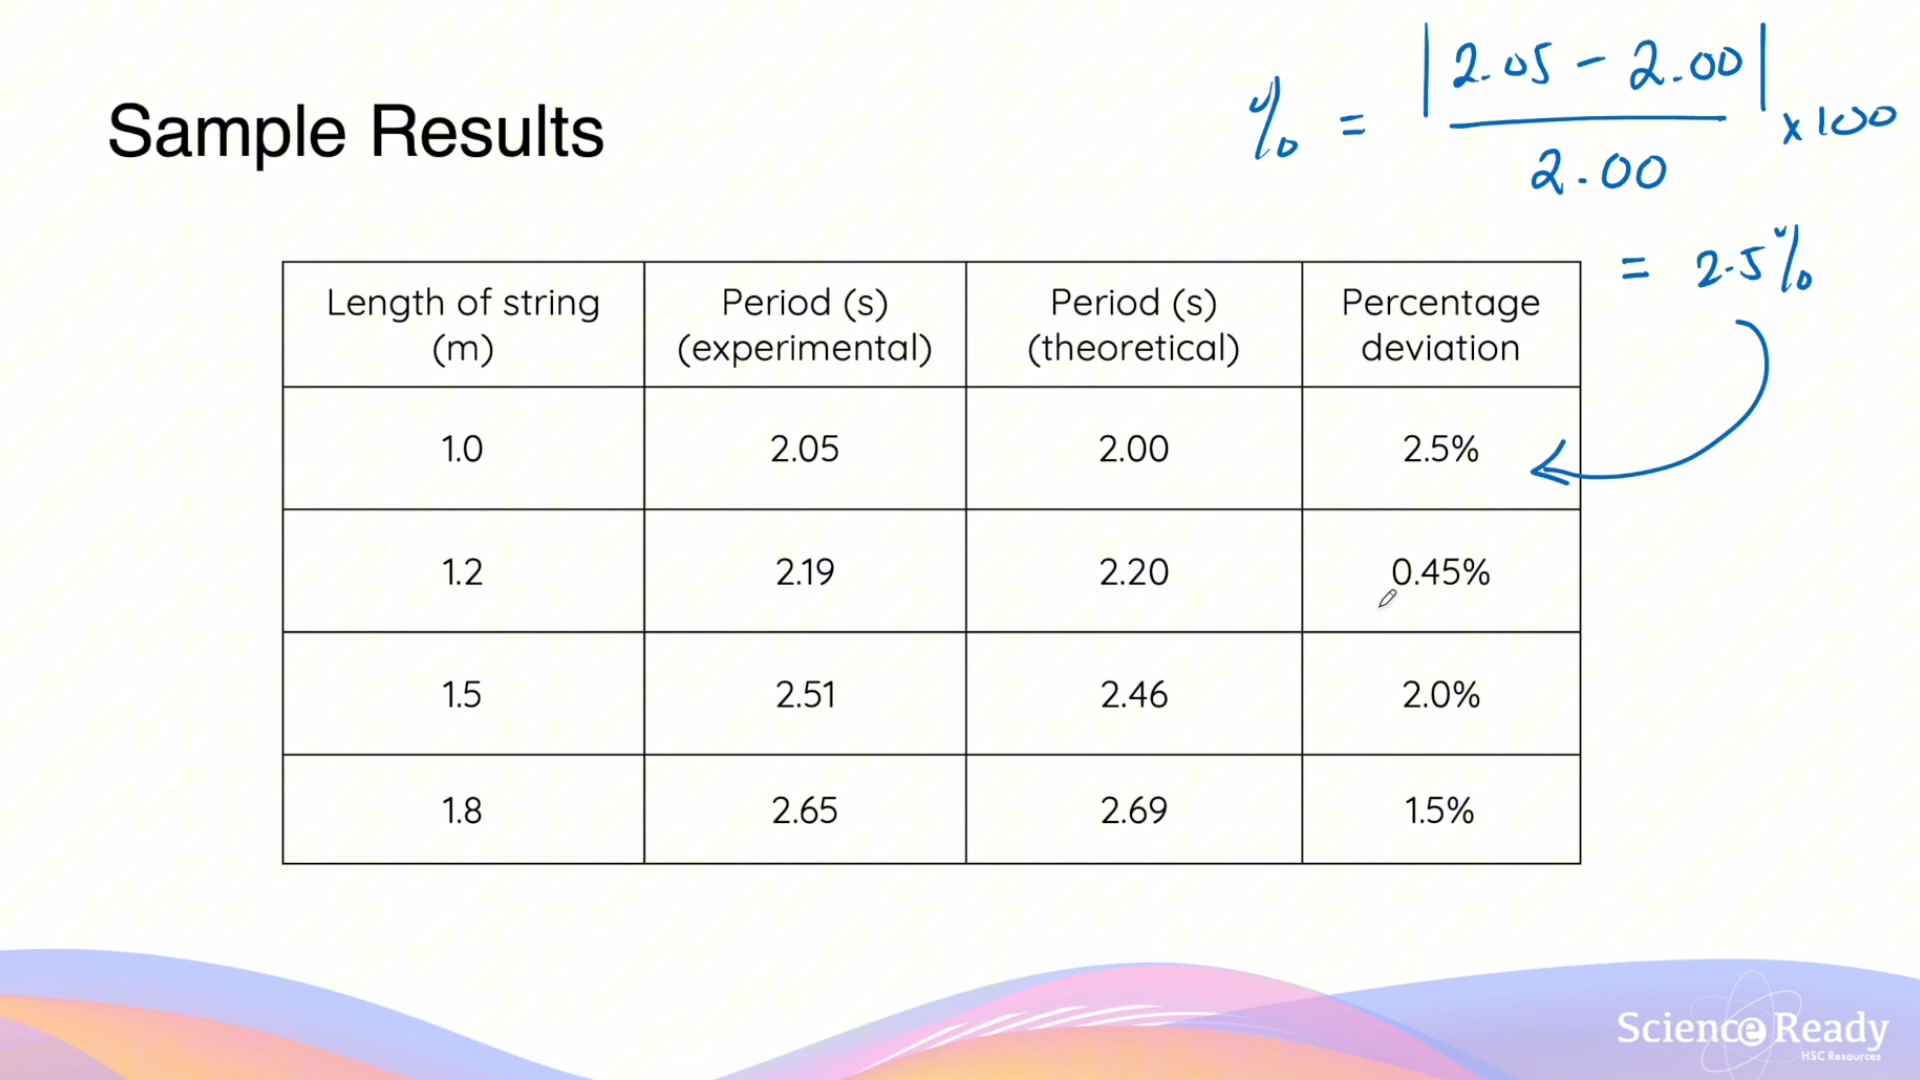 Sample Results
% = |2.05 - 2.00| x100
2.00
= 2.5%
Length of string Period (s) Period (s) Percentage
(m) (experimental) (theoretical) deviation
1.0 2.05 2.00 2.5%
1.2 2.19 2.20 0.45%
1.5 2.51 2.46 2.0%
1.8 2.65 2.69 1.5%
Science Ready
HSC Resources